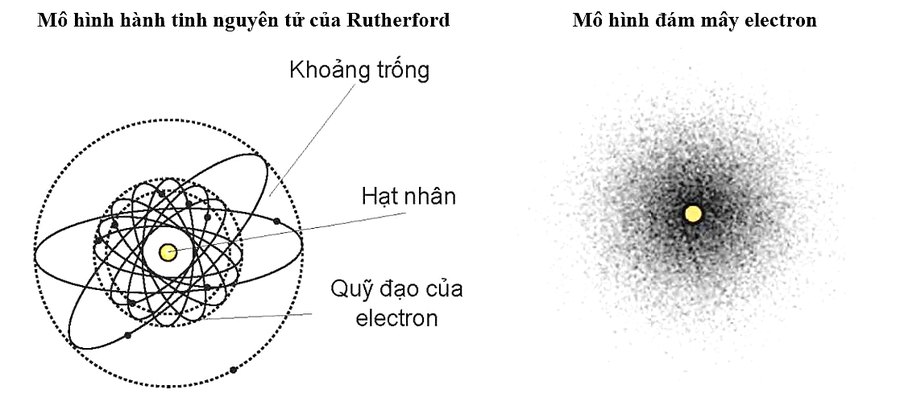 Mô hình hành tinh nguyên tử của Rutherford
Mô hình đám mây electron
Khoảng trống
Hạt nhân
Quỹ đạo của
electron